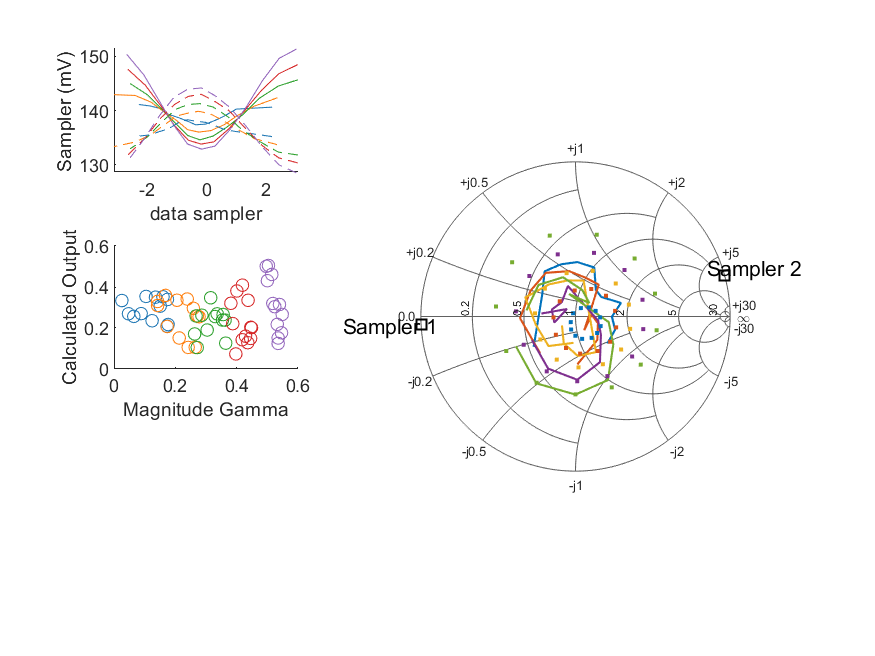 Sampler (mV)
150
140
130
-2
0
2
data sampler
Calculated Output
0.6
0.4
0.2
0
0
0.2
0.4
0.6
Magnitude Gamma
+j1
+j0.5
+j2
+j0.2
+j5
Sampler 2
0.0
0.2
0.5
2
5
30
+j30
∞
-j30
Sampler 1
-j0.2
-j5
-j0.5
-j2
-j1